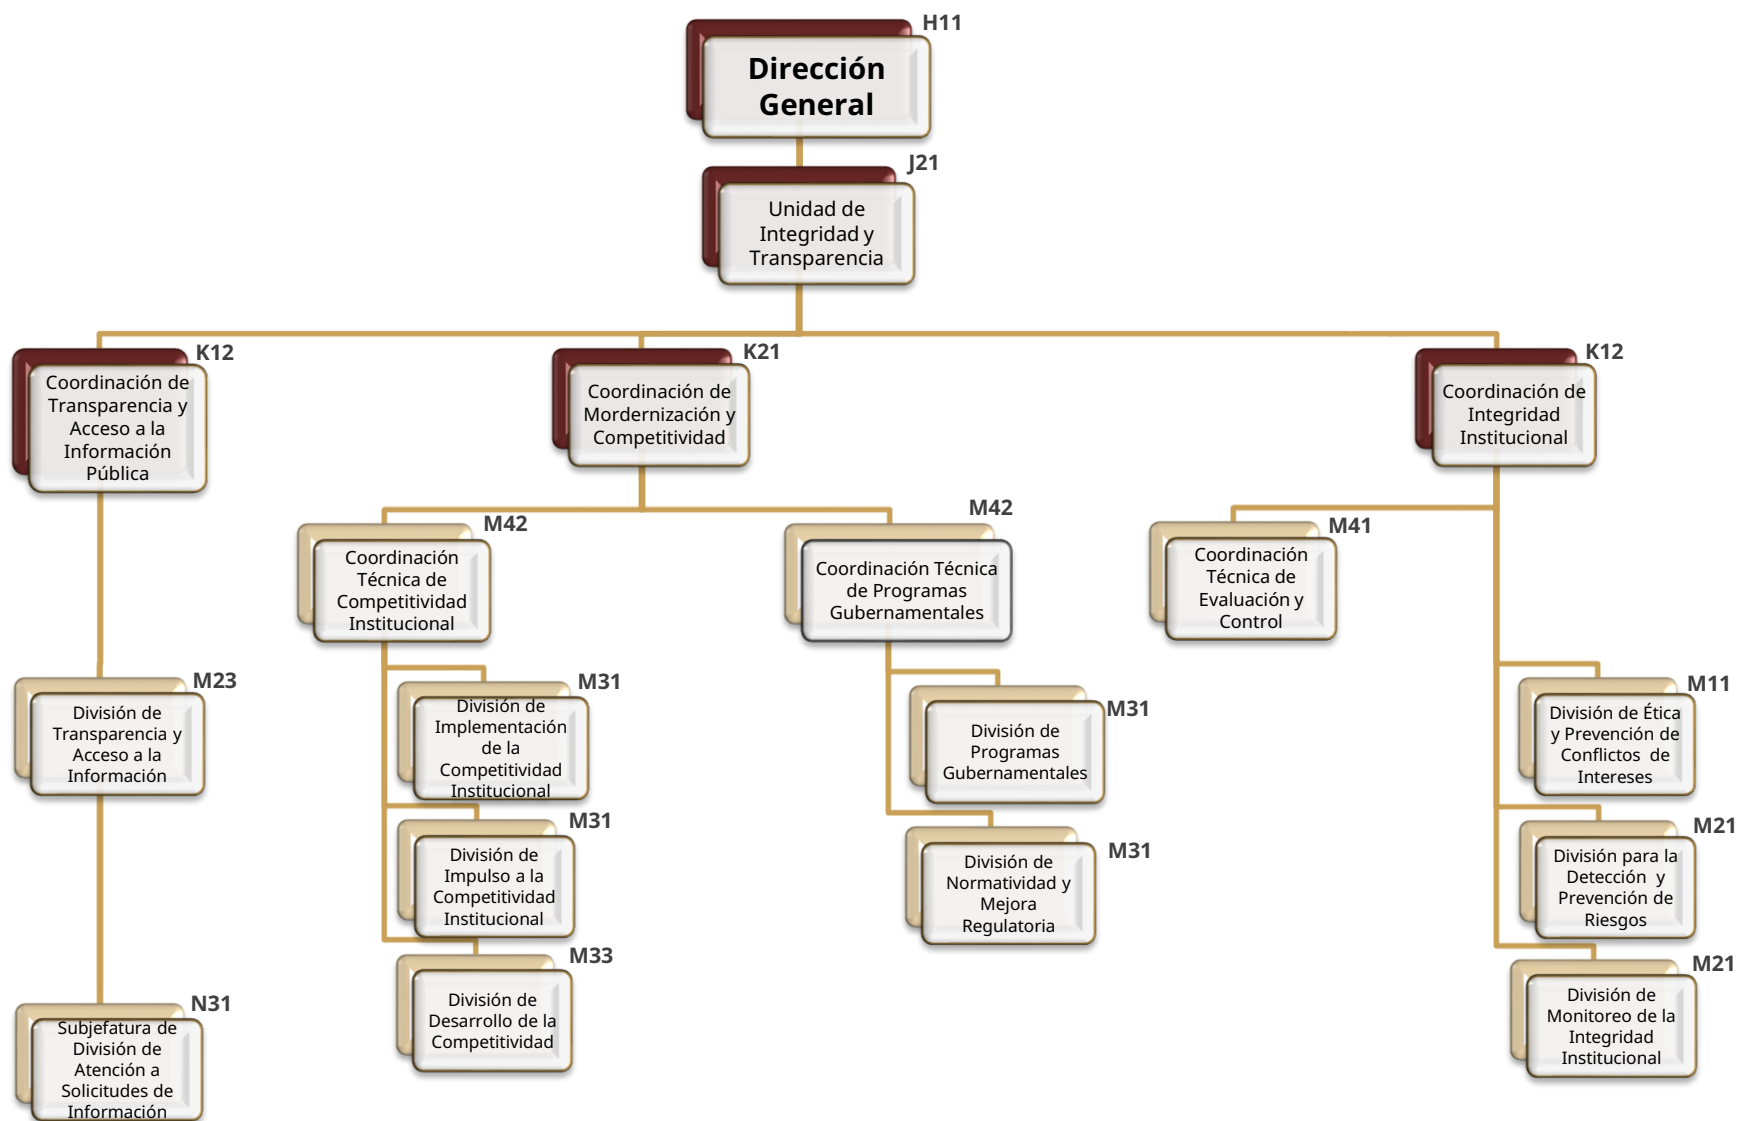 H11
Dirección
General
J21
Unidad de
Integridad y
Transparencia
K12
Coordinación de
Transparencia y
Acceso a la
Información
Pública
K21
Coordinación de
Mordernización y
Competitividad
K12
Coordinación de
Integridad
Institucional
M42
Coordinación
Técnica de
Competitividad
Institucional
M42
Coordinación Técnica
de Programas
Gubernamentales
M41
Coordinación
Técnica de
Evaluación y
Control
M23
División de
Transparencia y
Acceso a la
Información
M31
División de
Implementación
de la
Competitividad
Institucional
M31
División de
Programas
Gubernamentales
M11
División de Ética
y Prevención de
Conflictos de
Intereses
M31
División de
Impulso a la
Competitividad
Institucional
M31
División de
Normatividad y
Mejora
Regulatoria
M21
División para la
Detección y
Prevención de
Riesgos
M33
División de
Desarrollo de la
Competitividad
M21
División de
Monitoreo de la
Integridad
Institucional
N31
Subjefatura de
División de
Atención a
Solicitudes de
Información